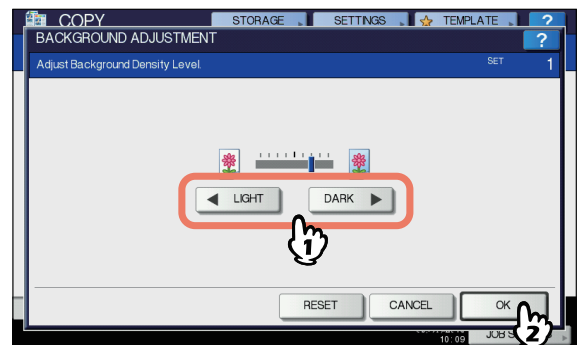 COPY STORAGE SETTINGS TEMPLATE ?
BACKGROUND ADJUSTMENT ?
Adjust Background Density Level. SET 1
LIGHT DARK
1
RESET CANCEL OK
2
10:09 JOB S